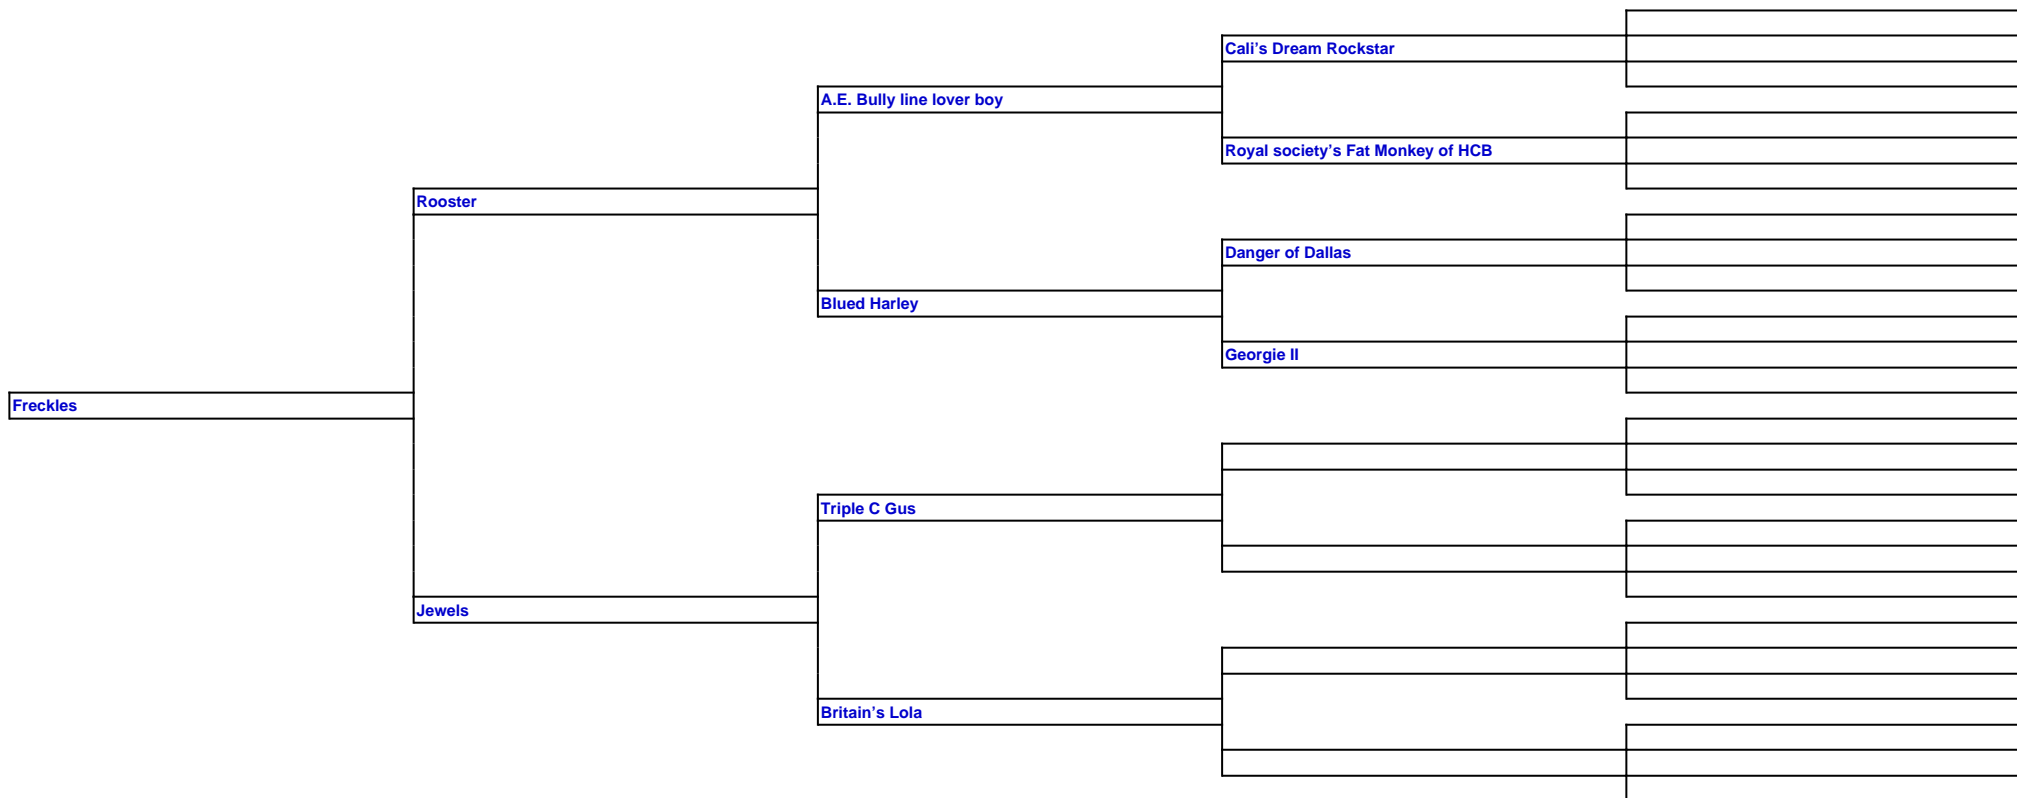 Cali’s Dream Rockstar
A.E. Bully line lover boy
Royal society’s Fat Monkey of HCB
Rooster
Danger of Dallas
Blued Harley
Georgie II
Freckles
Triple C Gus
Jewels
Britain’s Lola